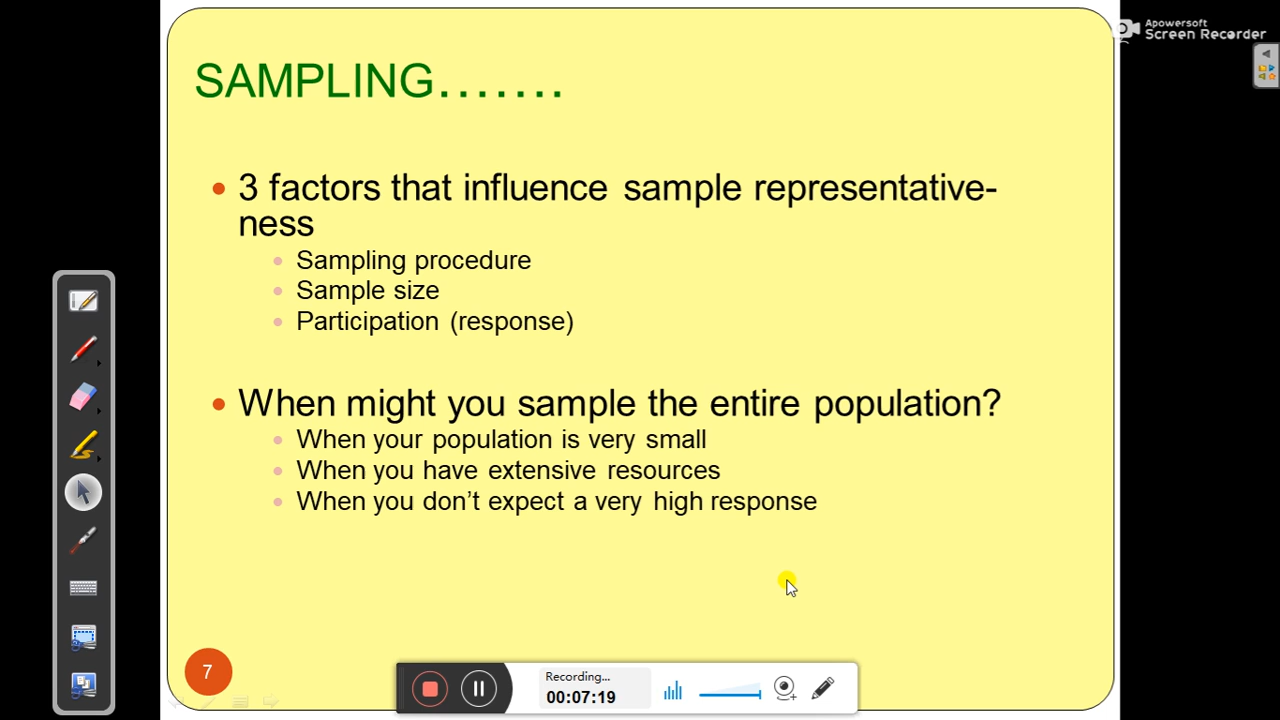 Apowersoft
Screen Recorder
SAMPLING.......
3 factors that influence sample representative-
ness
Sampling procedure
Sample size
Participation (response)
When might you sample the entire population?
When your population is very small
When you have extensive resources
When you don’t expect a very high response
7
Recording...
00:07:19